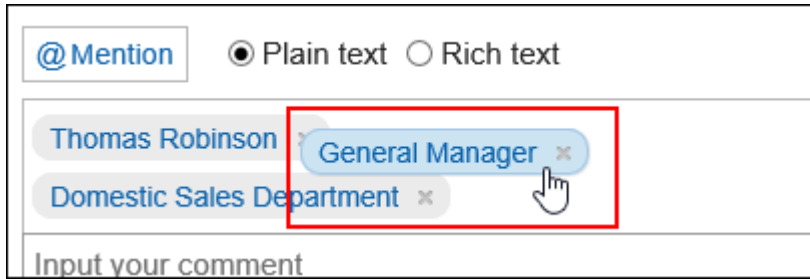 @Mention Plain text Rich text
Thomas Robinson × General Manager ×
Domestic Sales Department ×
Input your comment